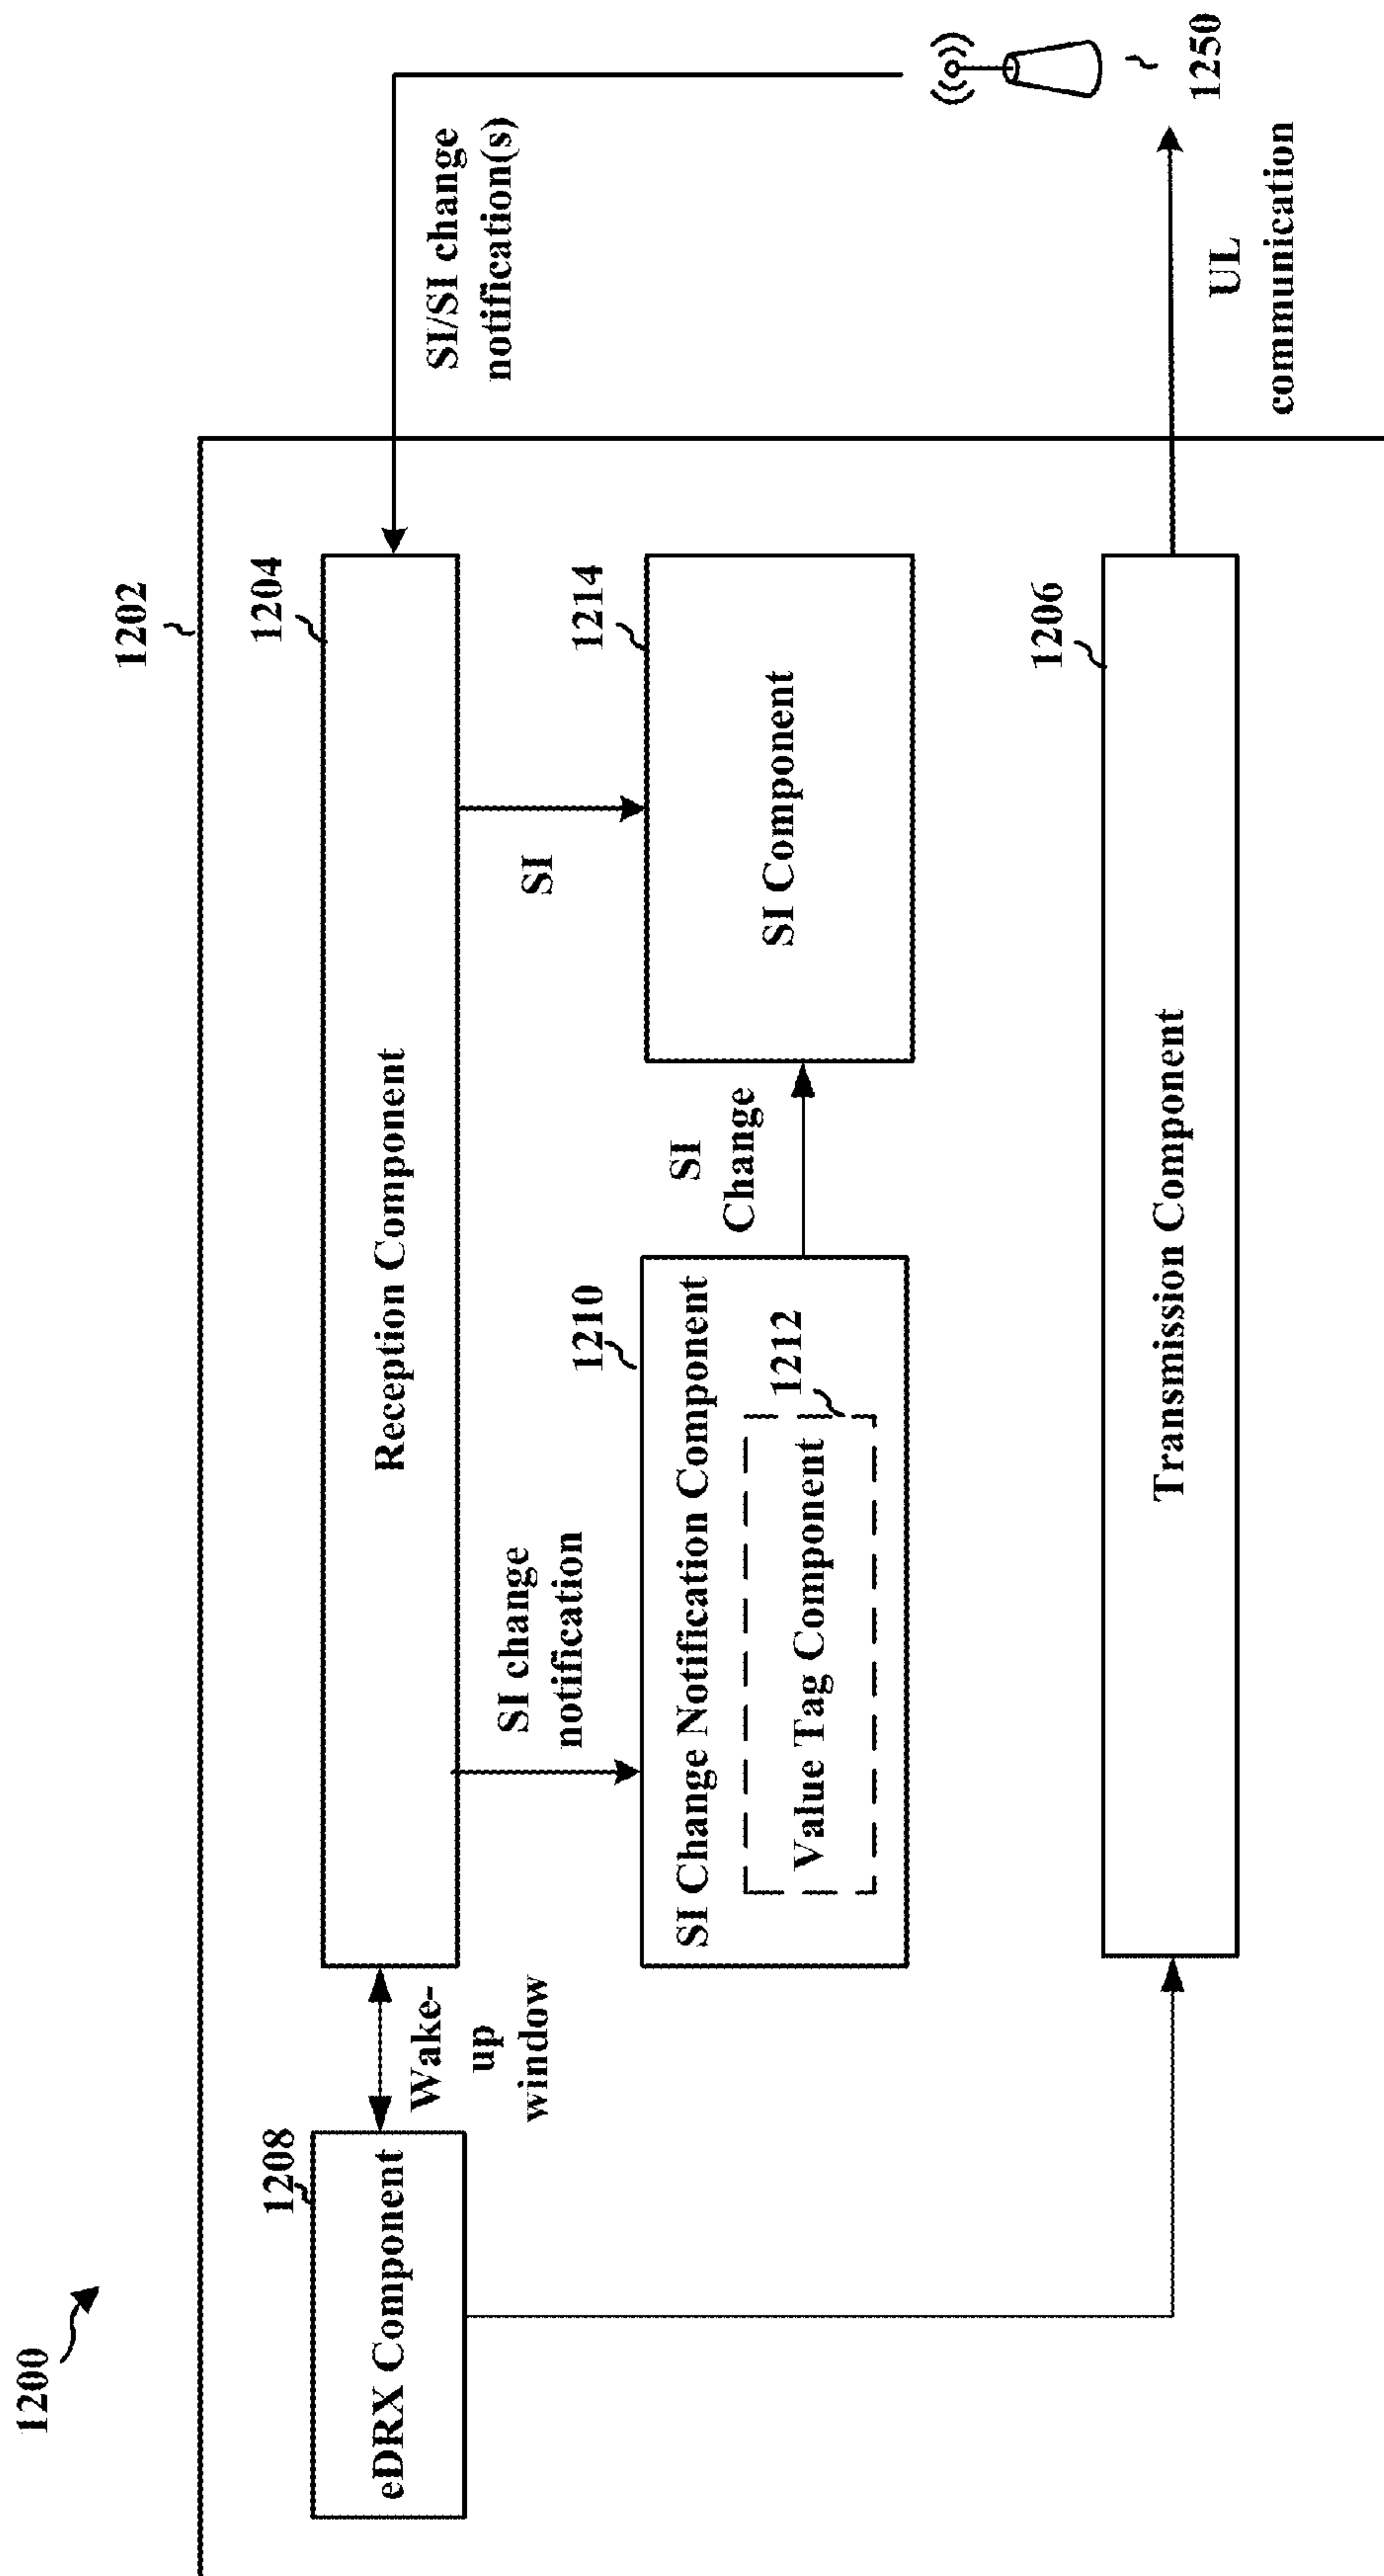 1200
1202
1208
eDRX Component
Wake-
up
window
1204
Reception Component
SI/SI change
notification(s)
SI change
notification
SI
1210
SI Change Notification Component
1212
Value Tag Component
SI
Change
1214
SI Component
1206
Transmission Component
UL
communication
1250